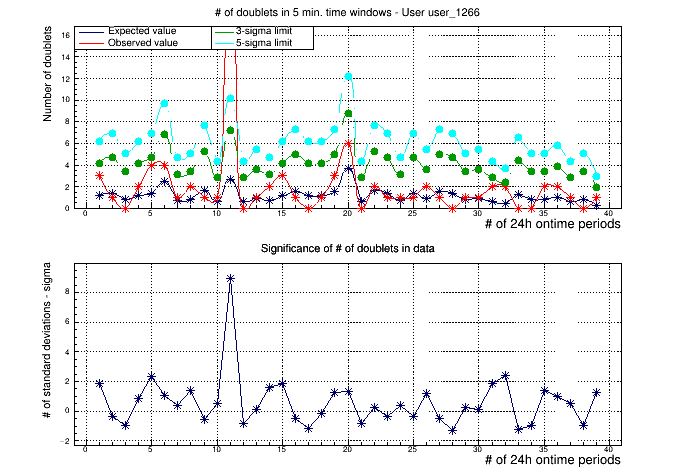 # of doublets in 5 min. time windows - User user_1266
Number of doublets
Expected value
3-sigma limit
Observed value
5-sigma limit
16
14
12
10
8
6
4
2
0
0 5 10 15 20 25 30 35 40
# of 24h ontime periods
Significance of # of doublets in data
# of standard deviations - sigma
8
6
4
2
0
-2
0 5 10 15 20 25 30 35 40
# of 24h ontime periods